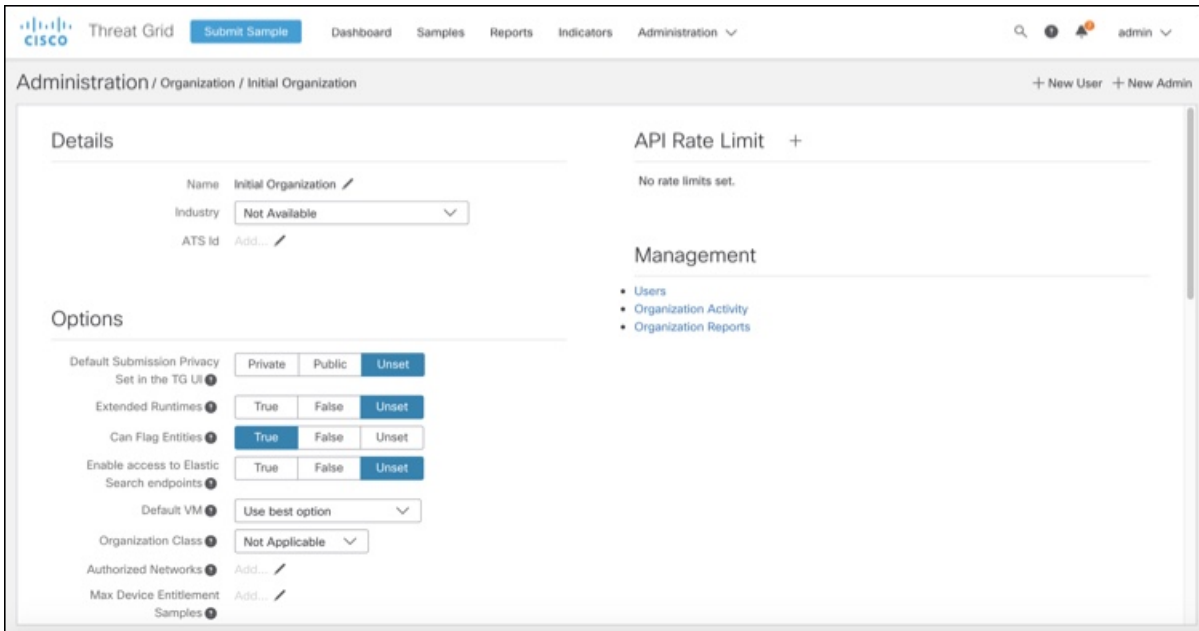 CISCO
Threat Grid
Submit Sample
Dashboard
Samples
Reports
Indicators
Administration
2
admin
Administration / Organization / Initial Organization
+ New User + New Admin
Details
Name Initial Organization
Industry Not Available
ATS Id Add...
Options
Default Submission Privacy
Set in the TG UI ?
Private Public Unset
Extended Runtimes ? True False Unset
Can Flag Entities ? True False Unset
Enable access to Elastic
Search endpoints ?
True False Unset
Default VM ? Use best option
Organization Class ? Not Applicable
Authorized Networks ? Add...
Max Device Entitlement
Samples ?
Add...
API Rate Limit +
No rate limits set.
Management
• Users
• Organization Activity
• Organization Reports